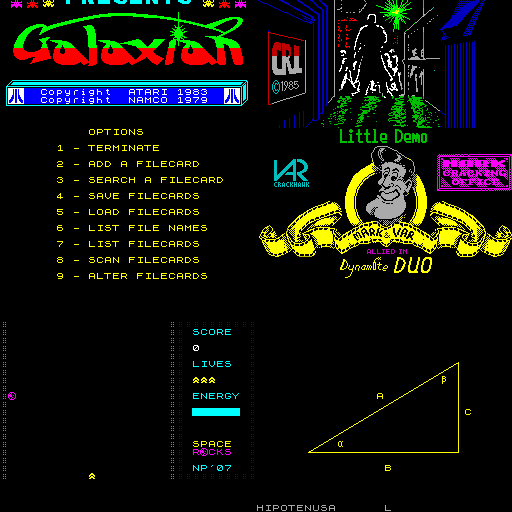 PRESENTS
Galaxian
Copyright ATARI 1983
Copyright NAMCO 1979
CRL
©1985
OPTIONS
1 - TERMINATE
2 - ADD A FILECARD
3 - SEARCH A FILECARD
4 - SAVE FILECARDS
5 - LOAD FILECARDS
6 - LIST FILE NAMES
7 - LIST FILECARDS
8 - SCAN FILECARDS
9 - ALTER FILECARDS
Little Demo
VAR
CRACKHAWK
CRACKING
MARK & VAR
ALLIED IN
Dynamite DUO
SCORE
0
LIVES
ENERGY
SPACE
ROCKS
NP'07
A
β
C
α
B
HIPOTENUSA L